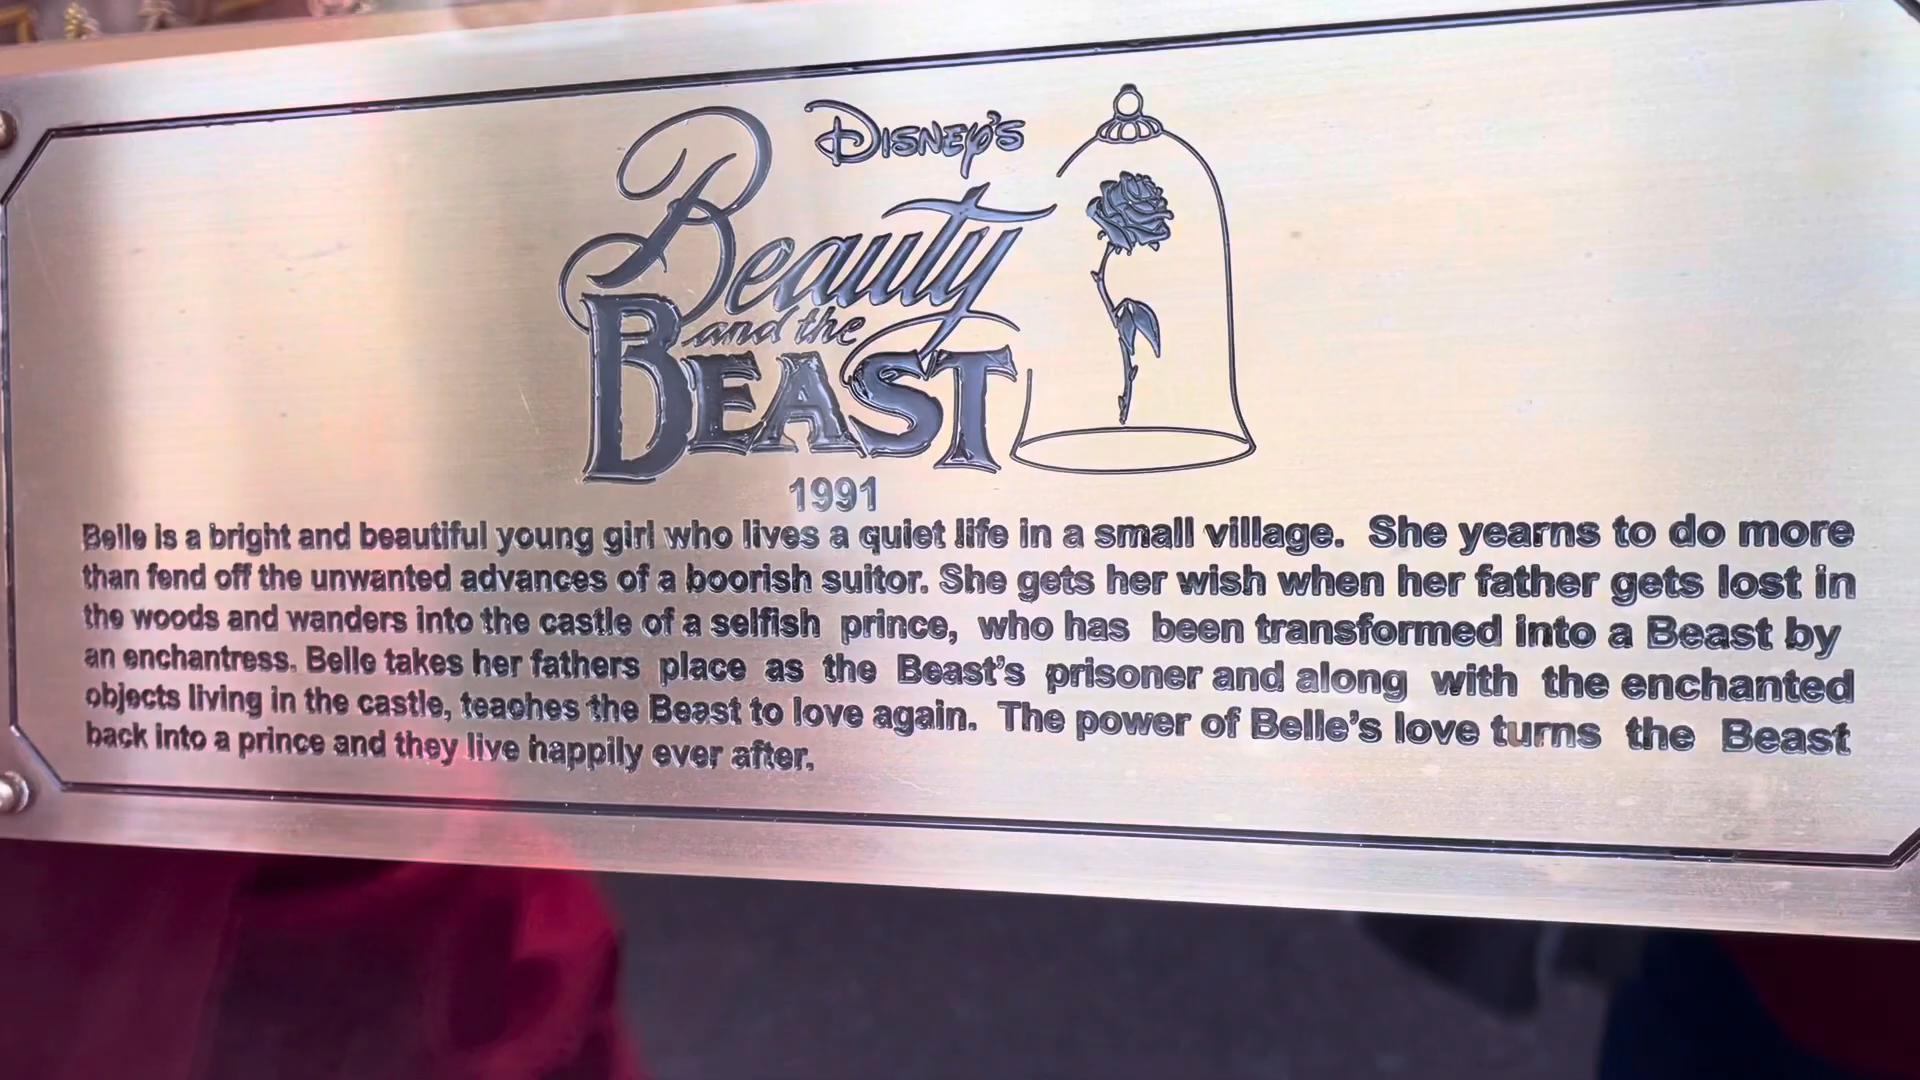 DISNEY'S
Beauty
and the
BEAST
1991
Belle is a bright and beautiful young girl who lives a quiet life in a small village. She yearns to do more
than fend off the unwanted advances of a boorish suitor. She gets her wish when her father gets lost in
the woods and wanders into the castle of a selfish prince, who has been transformed into a Beast by
an enchantress. Belle takes her fathers place as the Beast's prisoner and along with the enchanted
objects living in the castle, teaches the Beast to love again. The power of Belle's love turns the Beast
back into a prince and they live happily ever after.